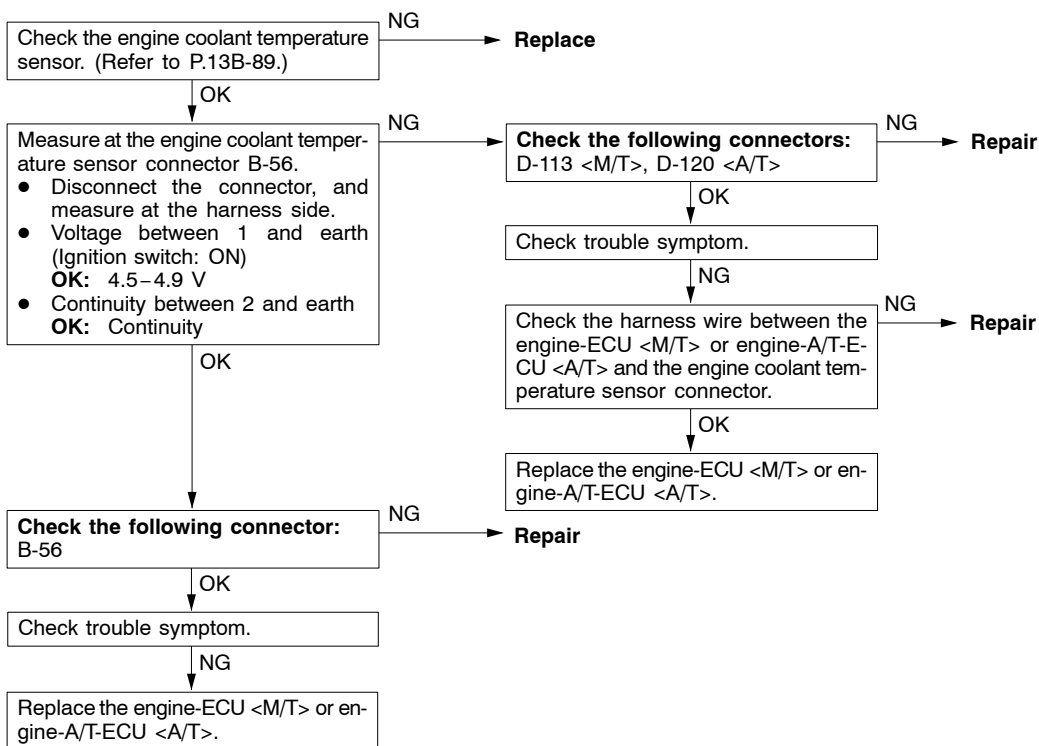 NG
Check the engine coolant temperature
sensor. (Refer to P.13B-89.)
Replace
OK
Measure at the engine coolant temper-
ature sensor connector B-56.
● Disconnect the connector, and
measure at the harness side.
● Voltage between 1 and earth
(Ignition switch: ON)
OK: 4.5–4.9 V
● Continuity between 2 and earth
OK: Continuity
NG
Check the following connectors:
D-113 <M/T>, D-120 <A/T>
NG
Repair
OK
Check trouble symptom.
NG
Check the harness wire between the
engine-ECU <M/T> or engine-A/T-E-
CU <A/T> and the engine coolant tem-
perature sensor connector.
NG
Repair
OK
Replace the engine-ECU <M/T> or en-
gine-A/T-ECU <A/T>.
OK
Check the following connector:
B-56
NG
Repair
OK
Check trouble symptom.
NG
Replace the engine-ECU <M/T> or en-
gine-A/T-ECU <A/T>.